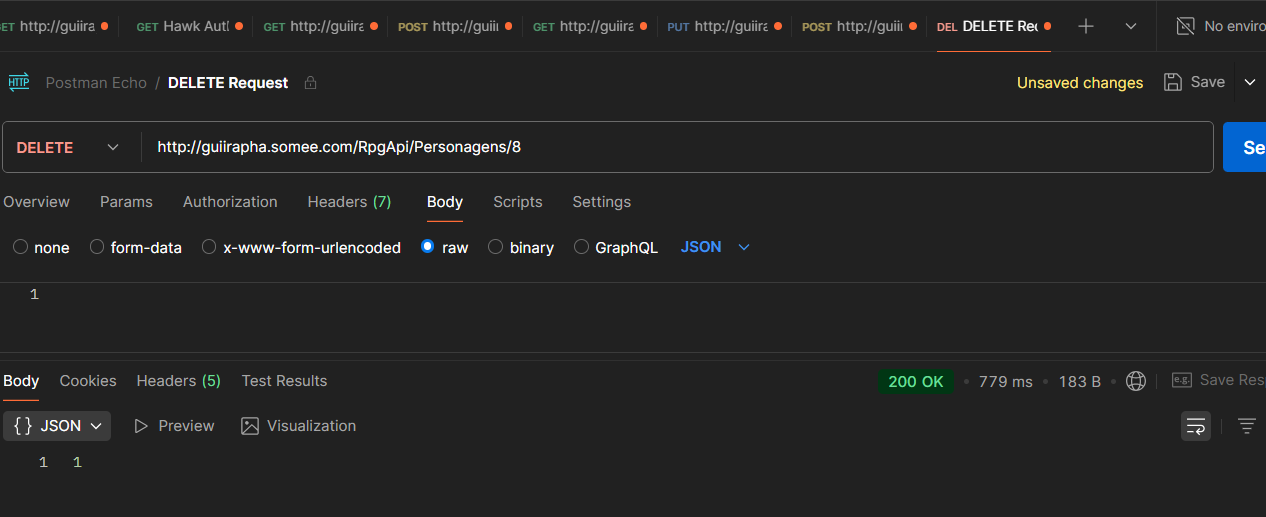 ET http://guiira GET Hawk Aut GET http://guiira POST http://guiii GET http://guiira PUT http://guiira POST http://guiii DEL DELETE Rec No enviro
HTTP Postman Echo / DELETE Request Unsaved changes Save
DELETE http://guiirapha.somee.com/RpgApi/Personagens/8 Se
Overview Params Authorization Headers (7) Body Scripts Settings
none form-data x-www-form-urlencoded raw binary GraphQL JSON
1
Body Cookies Headers (5) Test Results 200 OK • 779 ms • 183 B • e.g. Save Res
{} JSON Preview Visualization
1 1